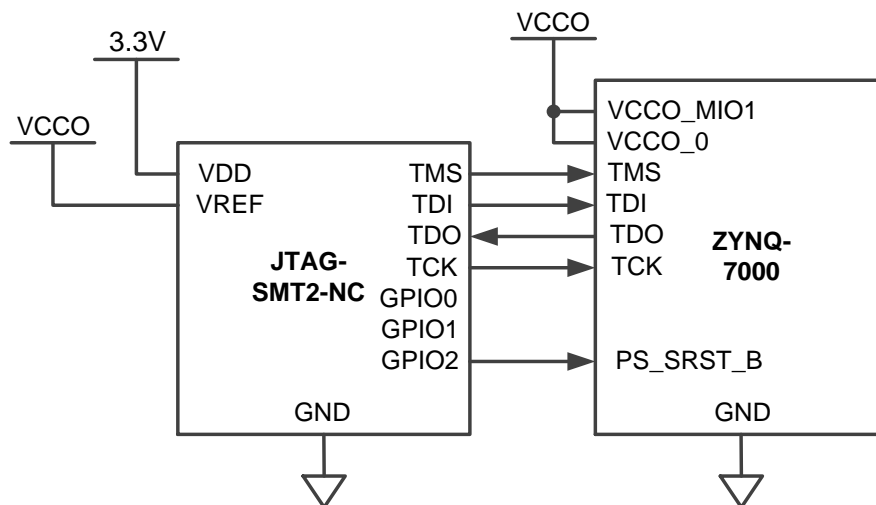 VCCO
3.3V
VCCO
VCCO_MIO1
VCCO_0
VDD
TMS
TMS
VREF
TDI
TDI
TDO
TDO
JTAG-
SMT2-NC
ZYNQ-
7000
TCK
TCK
GPIO0
GPIO1
GPIO2
PS_SRST_B
GND
GND